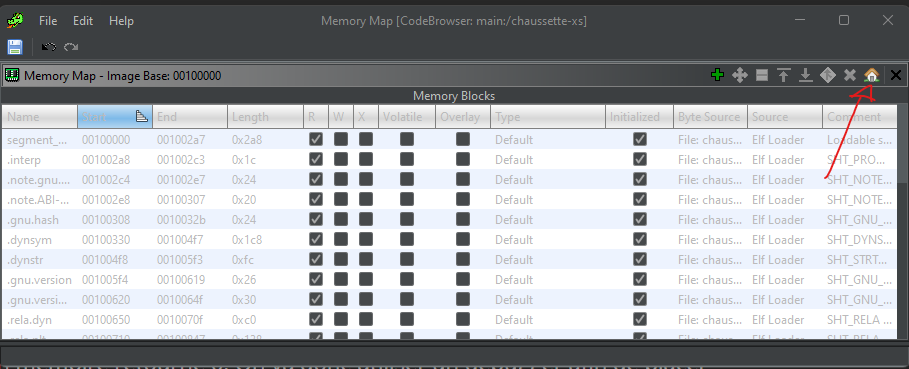 File Edit Help Memory Map [CodeBrowser: main:/chaussette-xs]
Memory Map - Image Base: 00100000
Memory Blocks
Name Start End Length R W X Volatile Overlay Type Initialized Byte Source Source Comment
segment_... 00100000 001002a7 0x2a8 Default File: chaus... Elf Loader Loadable s...
.interp 001002a8 001002c3 0x1c Default File: chaus... Elf Loader SHT_PRO...
.note.gnu.... 001002c4 001002e7 0x24 Default File: chaus... Elf Loader SHT_NOTE...
.note.ABI-... 001002e8 00100307 0x20 Default File: chaus... Elf Loader SHT_NOTE...
.gnu.hash 00100308 0010032b 0x24 Default File: chaus... Elf Loader SHT_GNU_...
.dynsym 00100330 001004f7 0x1c8 Default File: chaus... Elf Loader SHT_DYNS...
.dynstr 001004f8 001005f3 0xfc Default File: chaus... Elf Loader SHT_STRT...
.gnu.version 001005f4 00100619 0x26 Default File: chaus... Elf Loader SHT_GNU_...
.gnu.versi... 00100620 0010064f 0x30 Default File: chaus... Elf Loader SHT_GNU_...
.rela.dyn 00100650 0010070f 0xc0 Default File: chaus... Elf Loader SHT_RELA ...